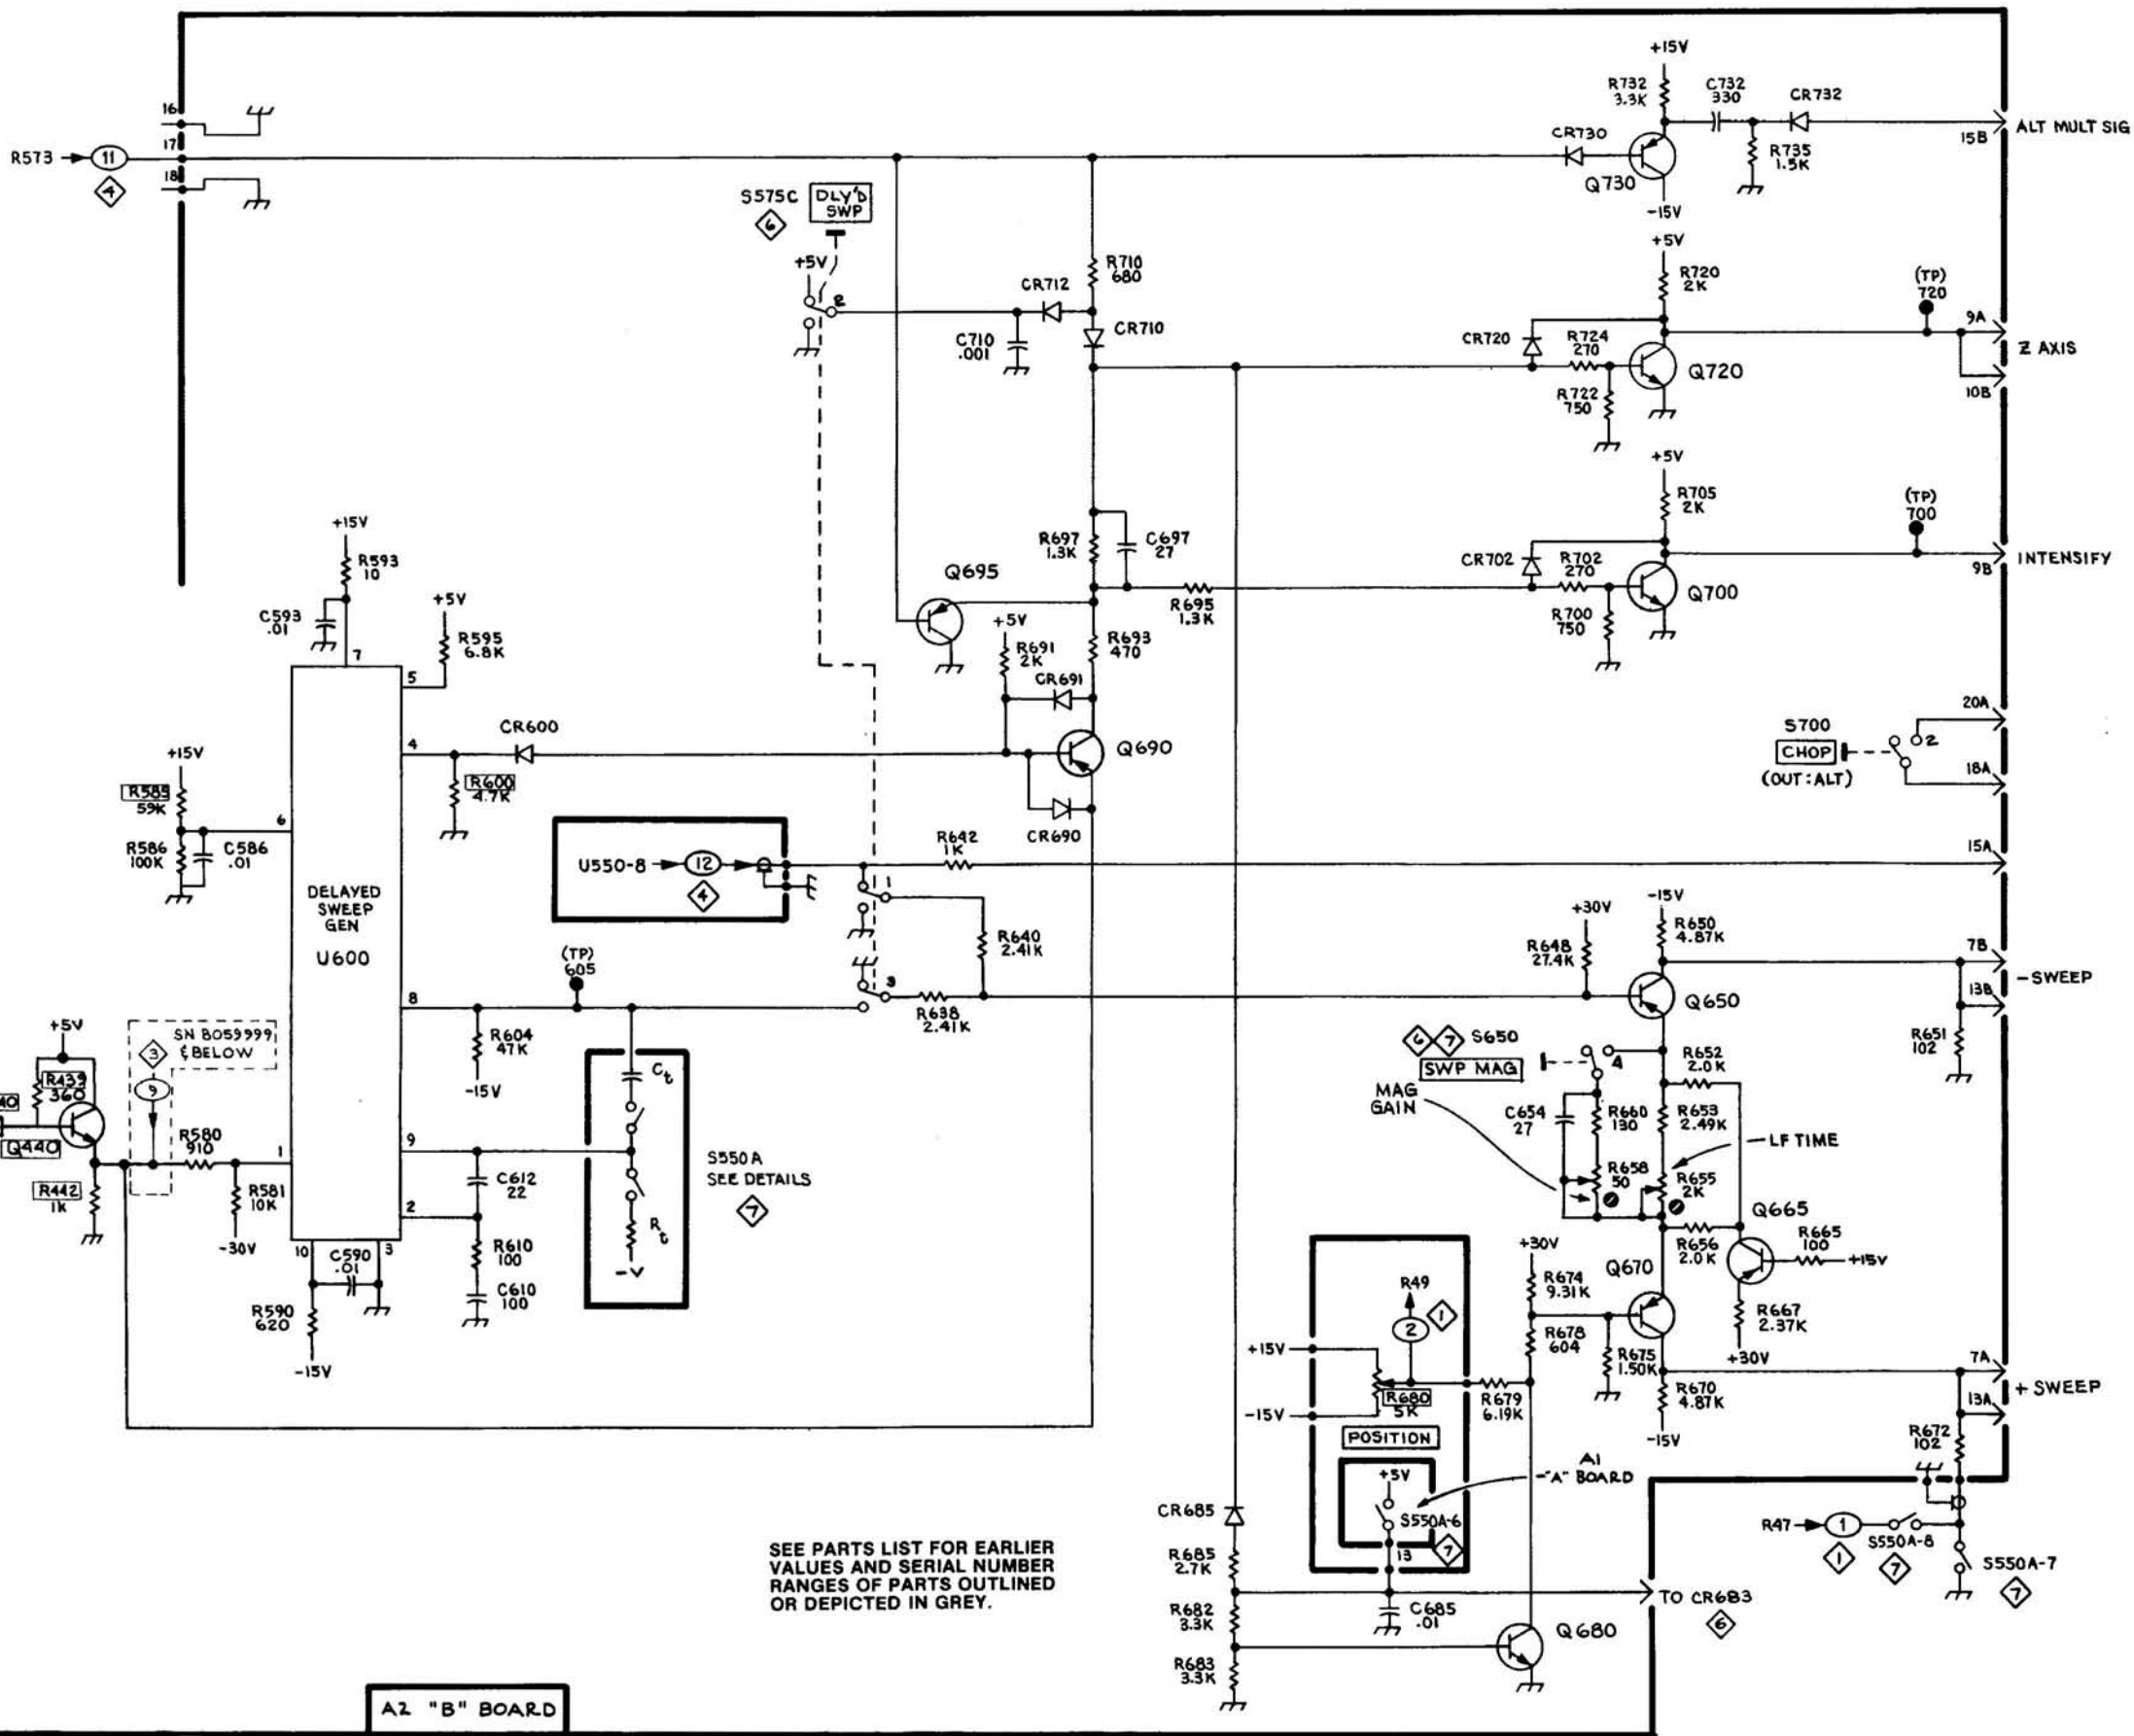 +15V
R732
3.3K
C732
330
CR732
16
17
18
R573
11
4
CR730
Q730
-15V
R735
1.5K
15B
ALT MULT SIG
S575C
6
DLY'D
SWP
+5V
2
CR712
C710
.001
R710
680
CR710
+5V
R720
2K
(TP)
720
9A
Z AXIS
10B
CR720
R724
270
R722
750
Q720
+5V
R705
2K
(TP)
700
9B
INTENSIFY
CR702
R702
270
R700
750
Q700
R697
1.3K
C697
27
R695
1.3K
Q695
R693
470
+5V
R691
2K
CR691
Q690
CR690
+15V
R593
10
C593
.01
7
+5V
R595
6.8K
5
4
CR600
R600
4.7K
+15V
R585
59K
R586
100K
C586
.01
6
DELAYED
SWEEP
GEN
U600
U550-8
12
4
R642
1K
1
R640
2.41K
3
R638
2.41K
S700
CHOP
(OUT:ALT)
2
20A
18A
15A
(TP)
605
8
R604
47K
-15V
Ct
Rt
-V
S550A
SEE DETAILS
7
9
C612
22
2
R610
100
C610
100
+5V
R439
360
40
Q440
R442
1K
SN B059999
& BELOW
3
9
R580
910
1
R581
10K
-30V
10
3
C590
.01
R590
620
-15V
+30V
R648
27.4K
-15V
R650
4.87K
Q650
7B
-SWEEP
13B
R651
102
6
7
S650
SWP MAG
4
MAG
GAIN
C654
27
R660
130
R658
50
R652
2.0K
R653
2.49K
LF TIME
R655
2K
R656
2.0K
Q665
R665
100
+15V
R667
2.37K
+30V
Q670
+30V
R674
9.31K
R678
604
R675
1.50K
R670
4.87K
-15V
7A
+ SWEEP
13A
R672
102
R49
2
1
+15V
-15V
R680
5K
POSITION
R679
6.19K
+5V
S550A-6
7
13
A1
"A" BOARD
R47
1
1
S550A-8
7
S550A-7
7
CR685
R685
2.7K
R682
3.3K
R683
3.3K
C685
.01
Q680
TO CR683
6
SEE PARTS LIST FOR EARLIER
VALUES AND SERIAL NUMBER
RANGES OF PARTS OUTLINED
OR DEPICTED IN GREY.
A2 "B" BOARD